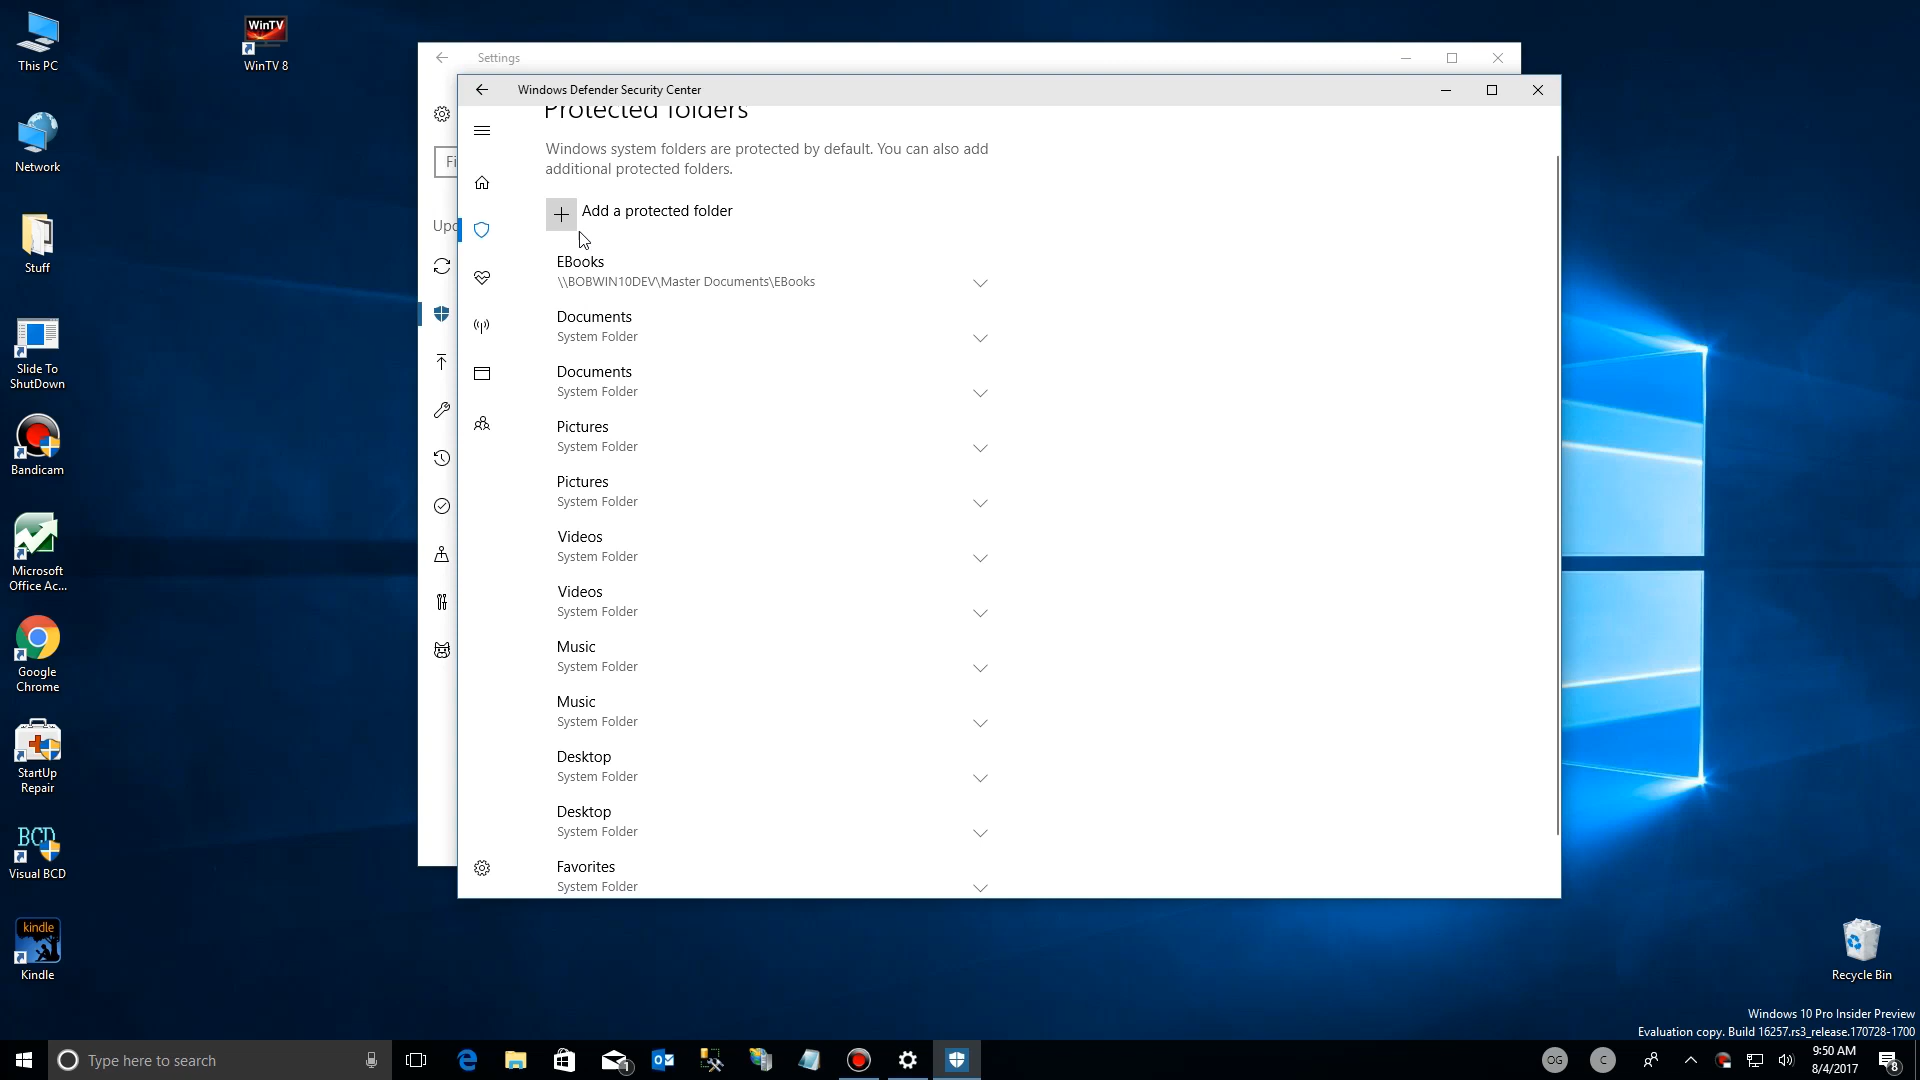 This PC
WinTV
WinTV 8
Network
Stuff
Slide To
ShutDown
Bandicam
Microsoft
Office Ac...
Google
Chrome
StartUp
Repair
BCD
Visual BCD
kindle
Kindle
Settings
Fi
Upd
Windows Defender Security Center
Protected folders
Windows system folders are protected by default. You can also add
additional protected folders.
Add a protected folder
EBooks
\\BOBWIN10DEV\Master Documents\EBooks
Documents
System Folder
Documents
System Folder
Pictures
System Folder
Pictures
System Folder
Videos
System Folder
Videos
System Folder
Music
System Folder
Music
System Folder
Desktop
System Folder
Desktop
System Folder
Favorites
System Folder
Recycle Bin
Windows 10 Pro Insider Preview
Evaluation copy. Build 16257.rs3_release.170728-1700
Type here to search
1
OG
C
9:50 AM
8/4/2017
8